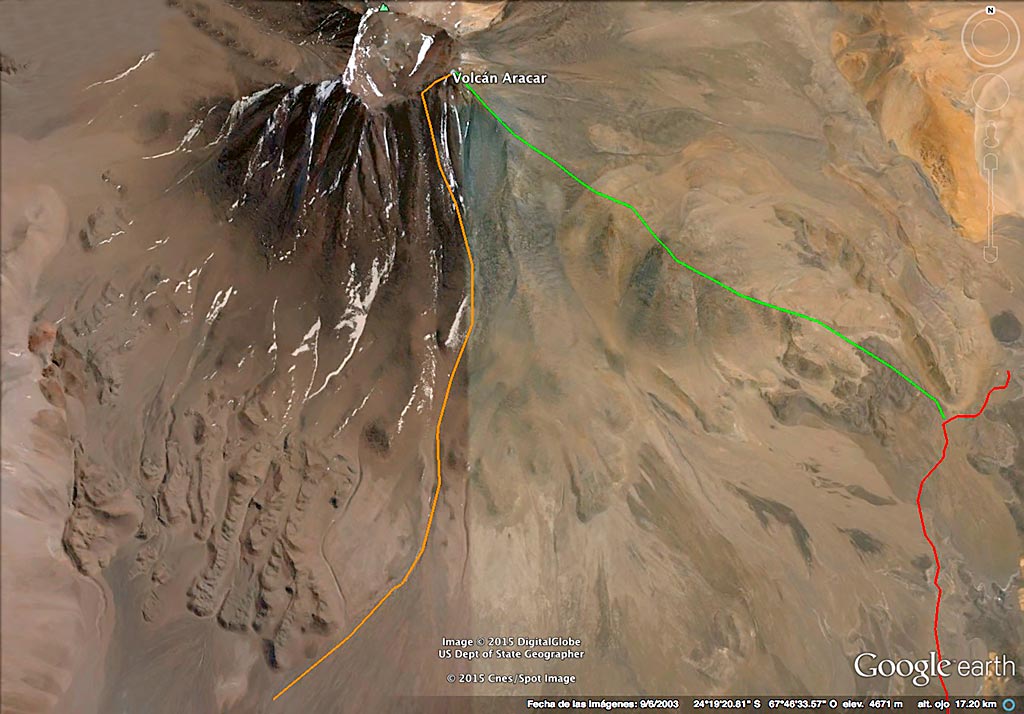 N
Volcán Aracar
Image © 2015 DigitalGlobe
US Dept of State Geographer
© 2015 Cnes/Spot Image
Google earth
Fecha de las imágenes: 9/6/2003 24°19'20.81" S 67°46'33.57" O elev. 4671 m alt. ojo 17.20 km